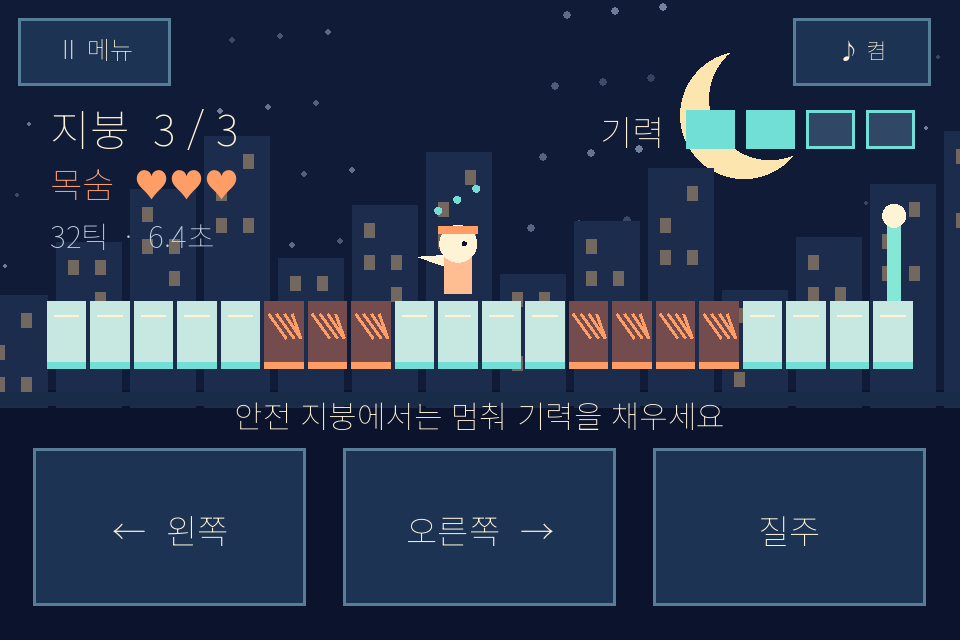 II 메뉴
♪ 켬
지붕 3 / 3
기력
목숨 ♥♥♥
32틱 · 6.4초
안전 지붕에서는 멈춰 기력을 채우세요
← 왼쪽
오른쪽 →
질주